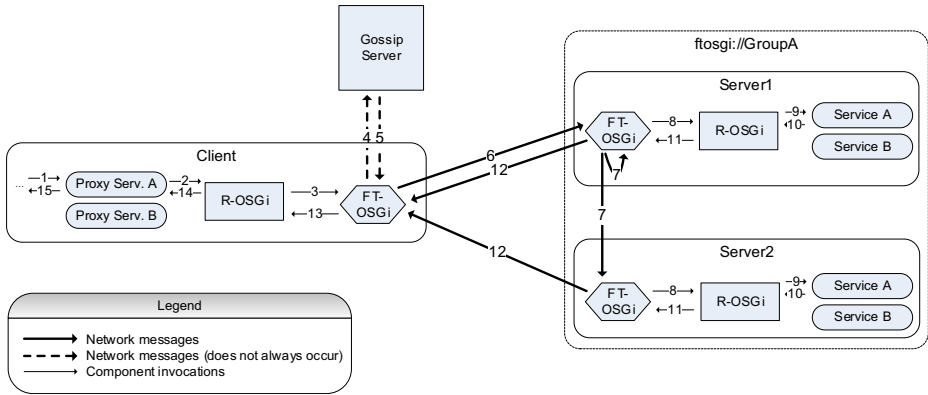 Gossip
Server
ftosgi://GroupA
Server1
FT-
OSGi
8
11
R-OSGi
9
10
Service A
Service B
7
4
5
6
12
Client
...
1
15
Proxy Serv. A
Proxy Serv. B
2
14
R-OSGi
3
13
FT-
OSGi
7
12
Server2
FT-
OSGi
8
11
R-OSGi
9
10
Service A
Service B
Legend
Network messages
Network messages (does not always occur)
Component invocations